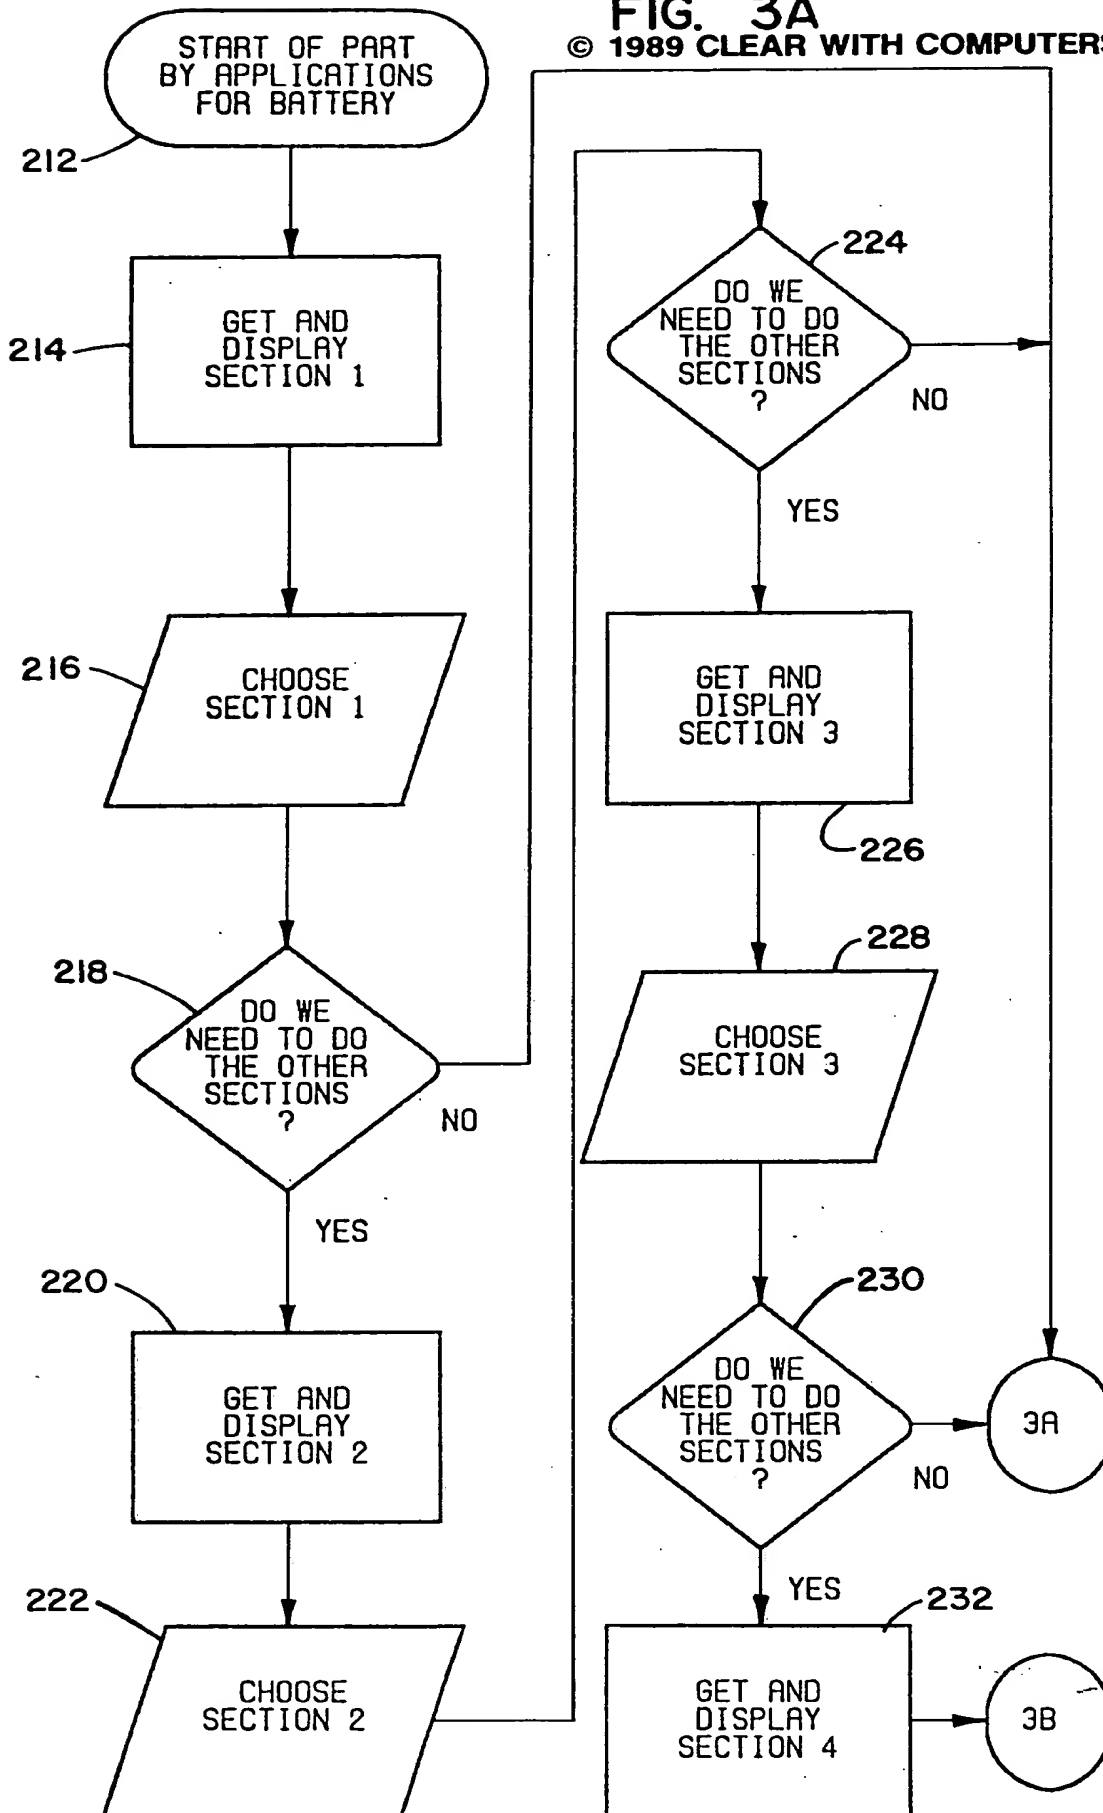 FIG. 3A
© 1989 CLEAR WITH COMPUTERS
START OF PART
BY APPLICATIONS
FOR BATTERY
212
GET AND
DISPLAY
SECTION 1
214
CHOOSE
SECTION 1
216
218
DO WE
NEED TO DO
THE OTHER
SECTIONS
?
NO
YES
220
GET AND
DISPLAY
SECTION 2
222
CHOOSE
SECTION 2
224
DO WE
NEED TO DO
THE OTHER
SECTIONS
?
NO
YES
GET AND
DISPLAY
SECTION 3
226
228
CHOOSE
SECTION 3
230
DO WE
NEED TO DO
THE OTHER
SECTIONS
?
NO
3A
YES
232
GET AND
DISPLAY
SECTION 4
3B